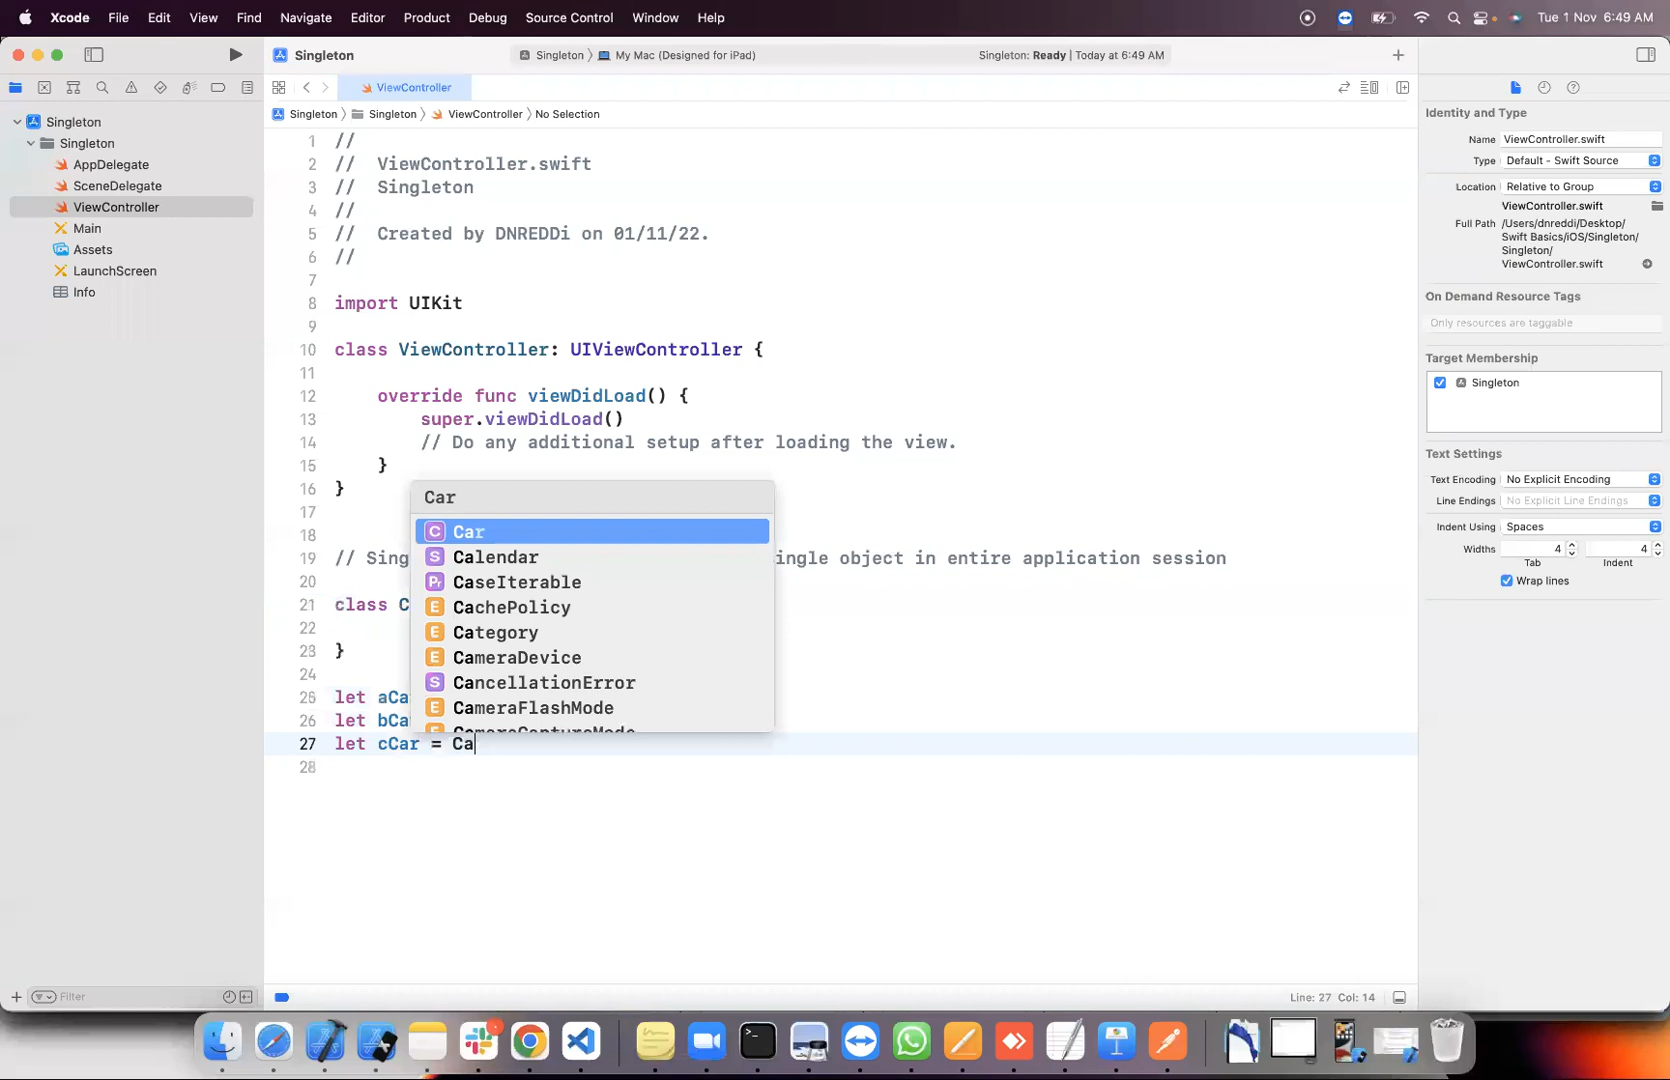 Xcode File Edit View Find Navigate Editor Product Debug Source Control Window Help Tue 1 Nov 6:49 AM
Singleton Singleton 〉 My Mac (Designed for iPad) Singleton: Ready | Today at 6:49 AM
ViewController
Singleton 〉 Singleton 〉 ViewController 〉 No Selection
Singleton
Singleton
AppDelegate
SceneDelegate
ViewController
Main
Assets
LaunchScreen
Info
Filter
1 //
2 // ViewController.swift
3 // Singleton
4 //
5 // Created by DNREDDi on 01/11/22.
6 //
7
8 import UIKit
9
10 class ViewController: UIViewController {
11
12 override func viewDidLoad() {
13 super.viewDidLoad()
14 // Do any additional setup after loading the view.
15 }
16 }
17
18
19 // Sing ingle object in entire application session
20
21 class C
22
23 }
24
25 let aCa
26 let bCa
27 let cCar = Ca
28
Car
Car
Calendar
CaseIterable
CachePolicy
Category
CameraDevice
CancellationError
CameraFlashMode
CameraCaptureMode
Line: 27 Col: 14
Identity and Type
Name ViewController.swift
Type Default - Swift Source
Location Relative to Group
ViewController.swift
Full Path /Users/dnreddi/Desktop/
Swift Basics/iOS/Singleton/
Singleton/
ViewController.swift
On Demand Resource Tags
Only resources are taggable
Target Membership
Singleton
Text Settings
Text Encoding No Explicit Encoding
Line Endings No Explicit Line Endings
Indent Using Spaces
Widths 4 4
Tab Indent
Wrap lines